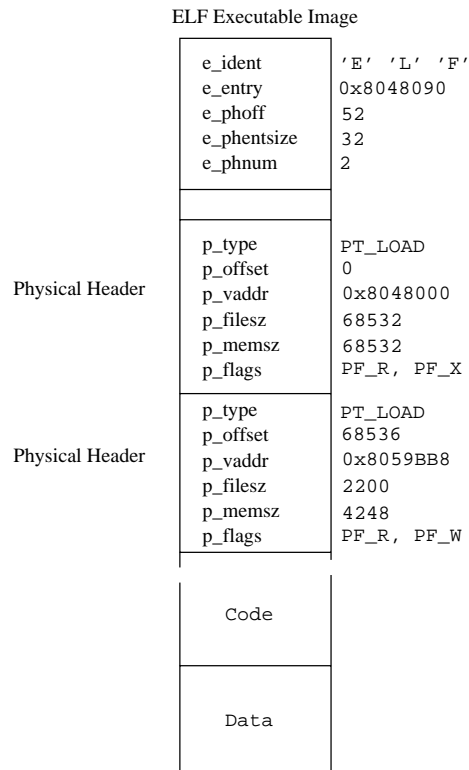 ELF Executable Image
e_ident 'E' 'L' 'F'
e_entry 0x8048090
e_phoff 52
e_phentsize 32
e_phnum 2
Physical Header
p_type PT_LOAD
p_offset 0
p_vaddr 0x8048000
p_filesz 68532
p_memsz 68532
p_flags PF_R, PF_X
Physical Header
p_type PT_LOAD
p_offset 68536
p_vaddr 0x8059BB8
p_filesz 2200
p_memsz 4248
p_flags PF_R, PF_W
Code
Data